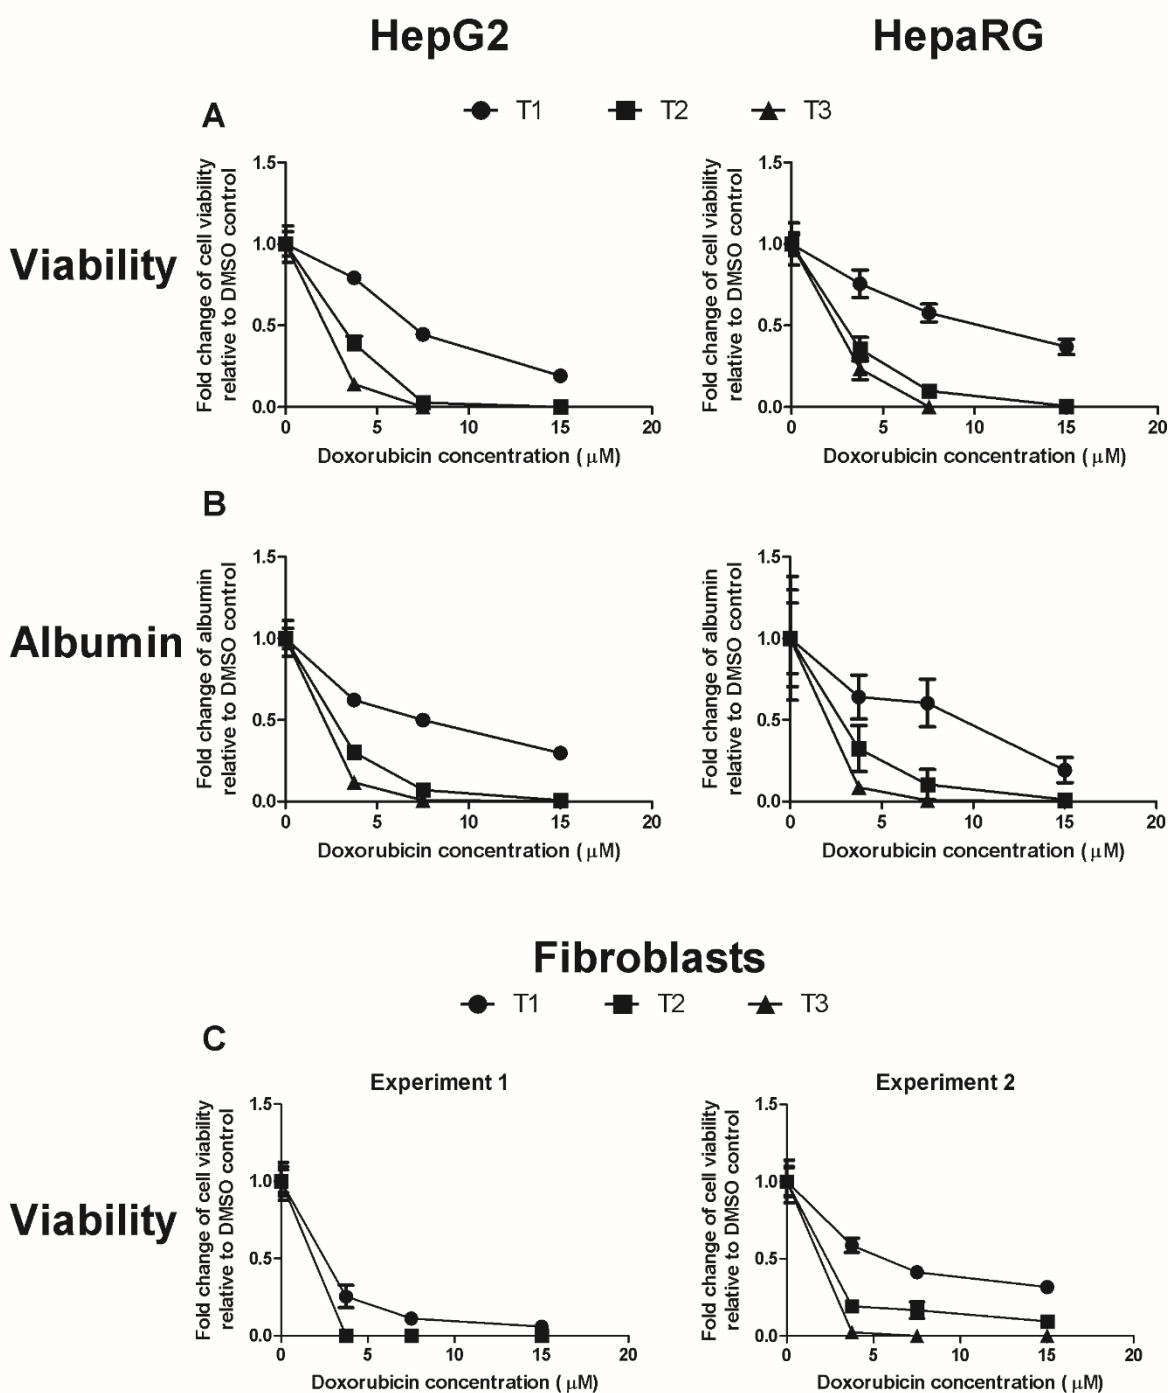 HepG2 HepaRG
A
T1 T2 T3
Viability
Fold change of cell viability
relative to DMSO control
1.5
1.0
0.5
0.0
0 5 10 15 20
Doxorubicin concentration ( μM)
Fold change of cell viability
relative to DMSO control
1.5
1.0
0.5
0.0
0 5 10 15 20
Doxorubicin concentration ( μM)
B
Albumin
Fold change of albumin
relative to DMSO control
1.5
1.0
0.5
0.0
0 5 10 15 20
Doxorubicin concentration ( μM)
Fold change of albumin
relative to DMSO control
1.5
1.0
0.5
0.0
0 5 10 15 20
Doxorubicin concentration ( μM)
Fibroblasts
T1 T2 T3
C
Viability
Experiment 1
Fold change of cell viability
relative to DMSO control
1.5
1.0
0.5
0.0
0 5 10 15 20
Doxorubicin concentration ( μM)
Experiment 2
Fold change of cell viability
relative to DMSO control
1.5
1.0
0.5
0.0
0 5 10 15 20
Doxorubicin concentration ( μM)